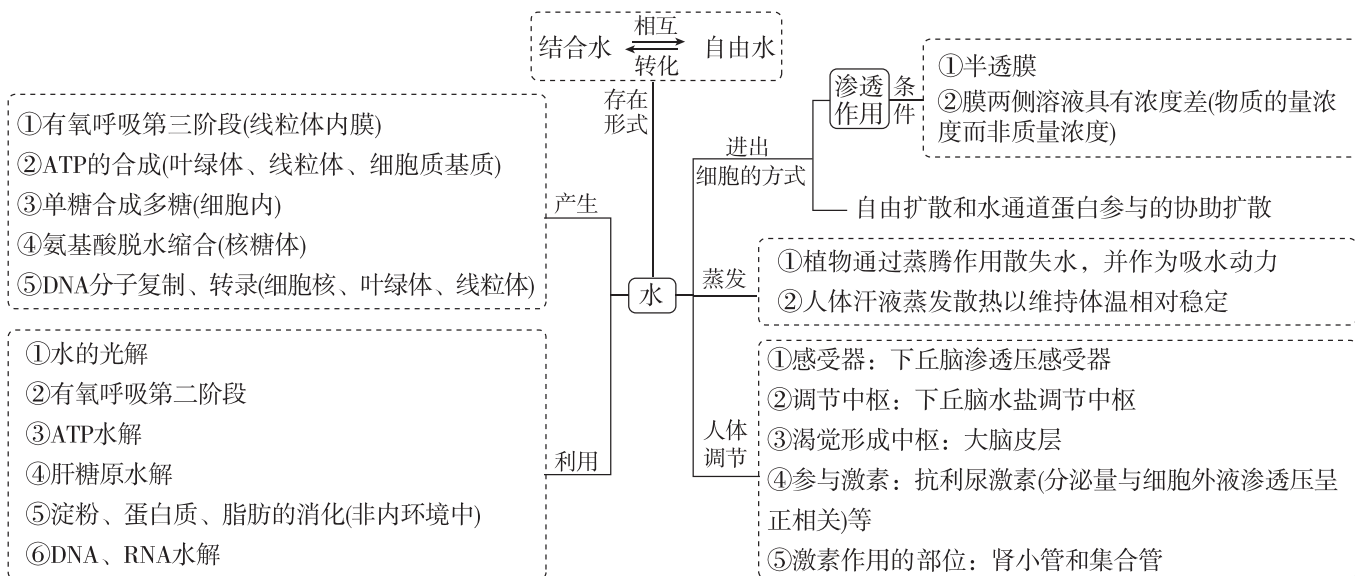 结合水 相互 转化 自由水
存在
形式
①有氧呼吸第三阶段(线粒体内膜)
②ATP的合成(叶绿体、线粒体、细胞质基质)
③单糖合成多糖(细胞内)
④氨基酸脱水缩合(核糖体)
⑤DNA分子复制、转录(细胞核、叶绿体、线粒体)
产生
①水的光解
②有氧呼吸第二阶段
③ATP水解
④肝糖原水解
⑤淀粉、蛋白质、脂肪的消化(非内环境中)
⑥DNA、RNA水解
利用
水
进出
细胞的方式
渗透
作用
条
件
①半透膜
②膜两侧溶液具有浓度差(物质的量浓
度而非质量浓度)
自由扩散和水通道蛋白参与的协助扩散
蒸发
①植物通过蒸腾作用散失水，并作为吸水动力
②人体汗液蒸发散热以维持体温相对稳定
人体
调节
①感受器：下丘脑渗透压感受器
②调节中枢：下丘脑水盐调节中枢
③渴觉形成中枢：大脑皮层
④参与激素：抗利尿激素(分泌量与细胞外液渗透压呈
正相关)等
⑤激素作用的部位：肾小管和集合管